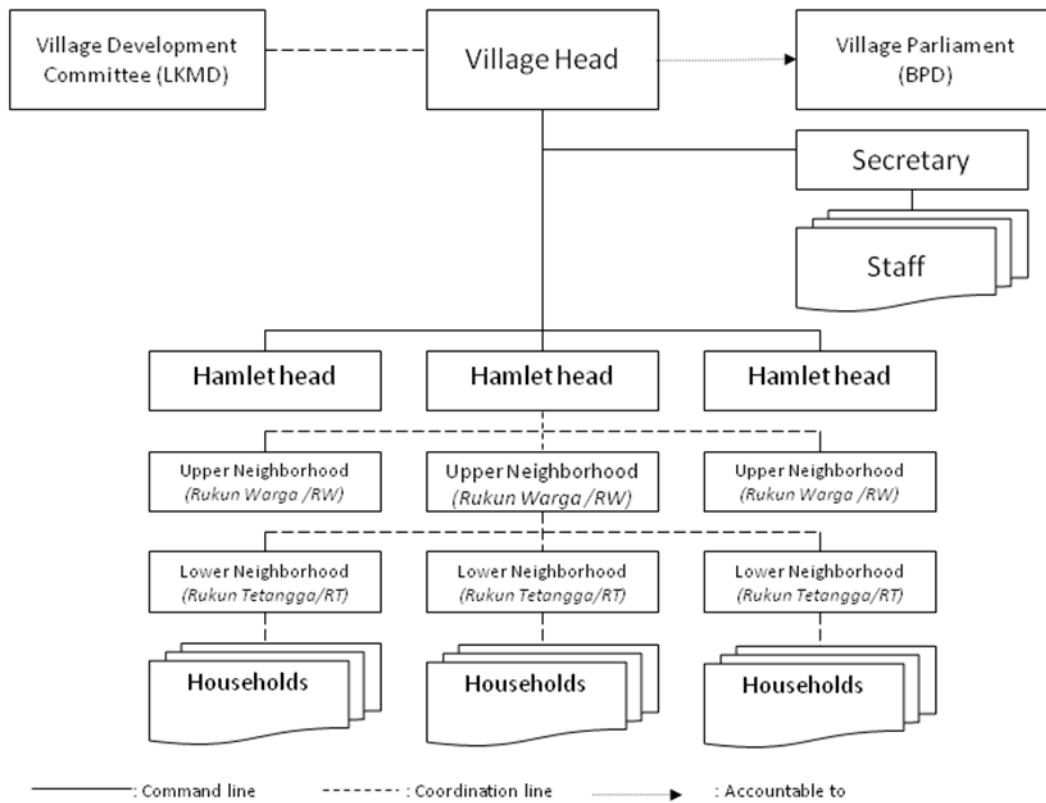 Village Development
Committee (LKMD)
Village Head
Village Parliament
(BPD)
Secretary
Staff
Hamlet head
Hamlet head
Hamlet head
Upper Neighborhood
(Rukun Warga /RW)
Upper Neighborhood
(Rukun Warga /RW)
Upper Neighborhood
(Rukun Warga /RW)
Lower Neighborhood
(Rukun Tetangga/RT)
Lower Neighborhood
(Rukun Tetangga/RT)
Lower Neighborhood
(Rukun Tetangga/RT)
Households
Households
Households
: Command line
: Coordination line
: Accountable to